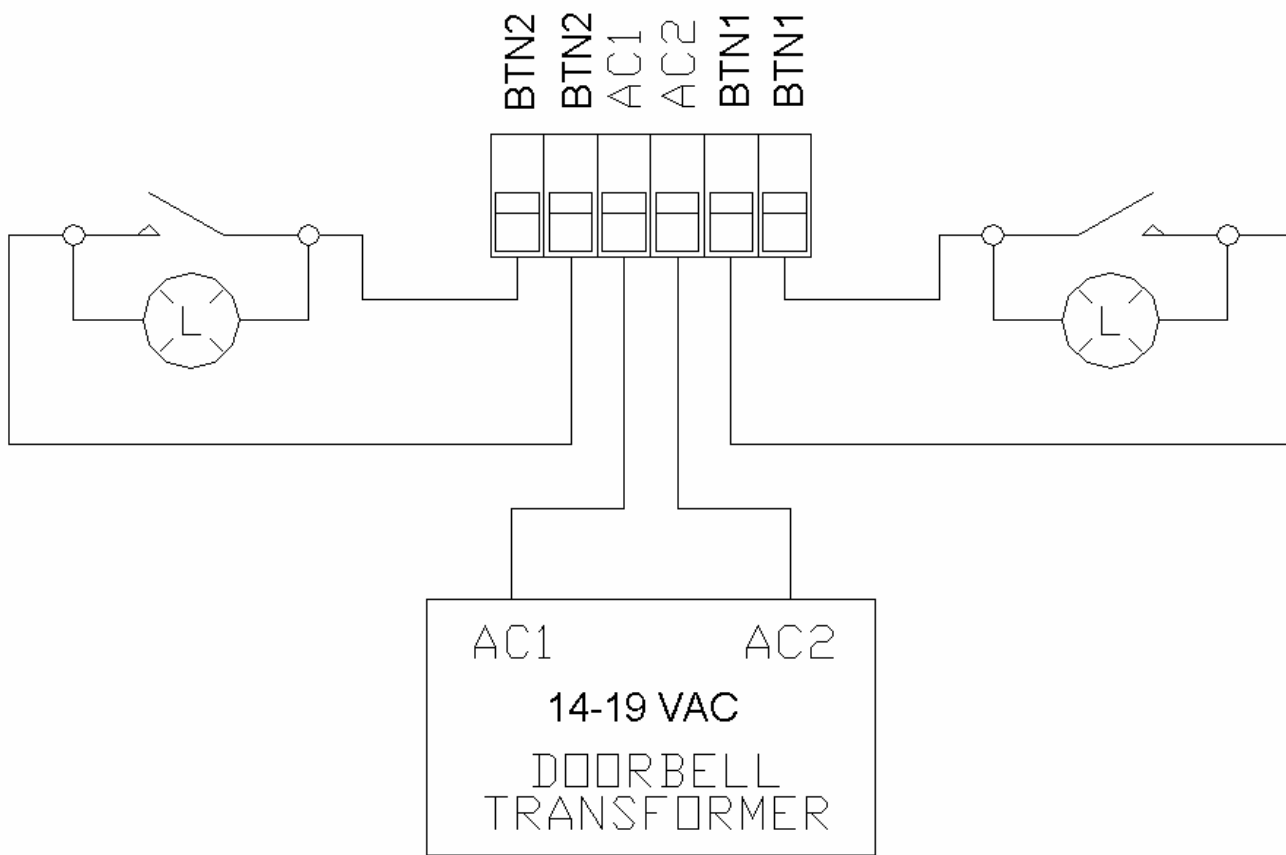 BTN2 BTN2 AC1 AC2 BTN1 BTN1
L L
AC1 AC2
14-19 VAC
DOORBELL
TRANSFORMER